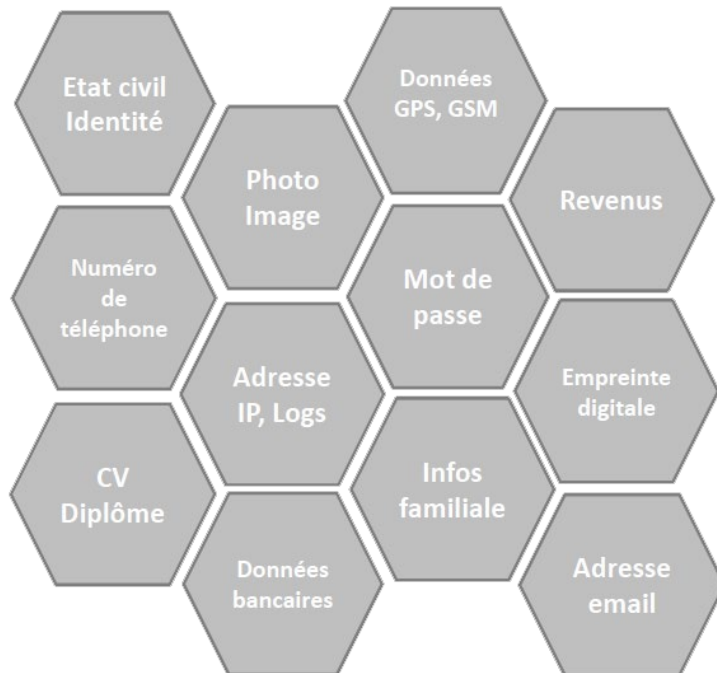 Etat civil
Identité
Données
GPS, GSM
Photo
Image
Revenus
Numéro
de
téléphone
Mot de
passe
Adresse
IP, Logs
Empreinte
digitale
CV
Diplôme
Infos
familiale
Données
bancaires
Adresse
email